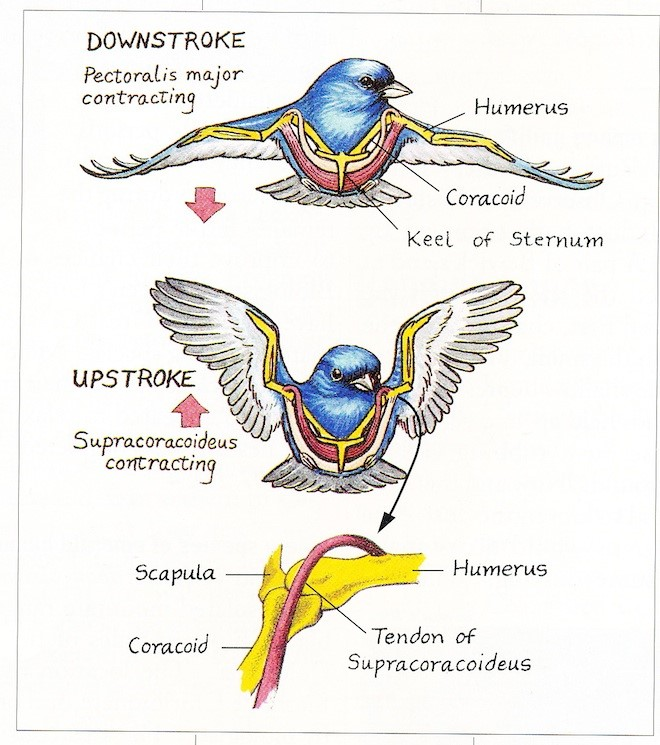 DOWNSTROKE
Pectoralis major
contracting
Humerus
Coracoid
Keel of Sternum
UPSTROKE
Supracoracoideus
contracting
Scapula
Humerus
Coracoid
Tendon of
Supracoracoideus